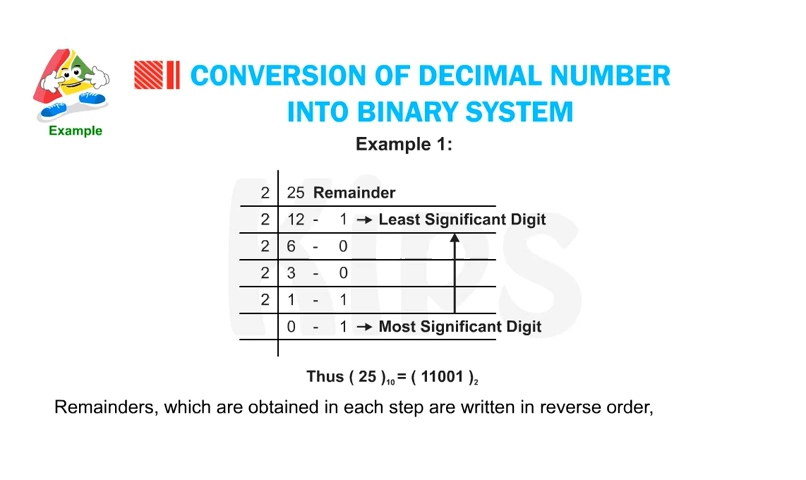 CONVERSION OF DECIMAL NUMBER
INTO BINARY SYSTEM
Example
Example 1:
2 25 Remainder
2 12 - 1 → Least Significant Digit
2 6 - 0
2 3 - 0
2 1 - 1
0 - 1 → Most Significant Digit
Thus ( 25 )₁₀ = ( 11001 )₂
Remainders, which are obtained in each step are written in reverse order,
Kips